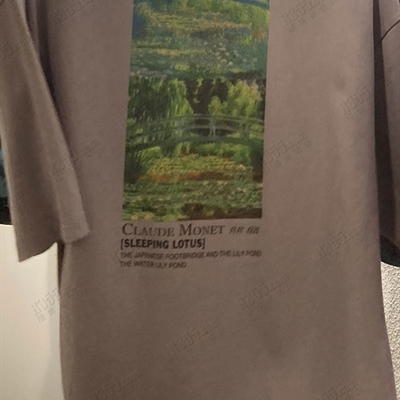 CLAUDE MONET
[SLEEPING LOTUS]
THE JAPANESE FOOTBRIDGE AND THE LILY POND
THE WATER LILY POND